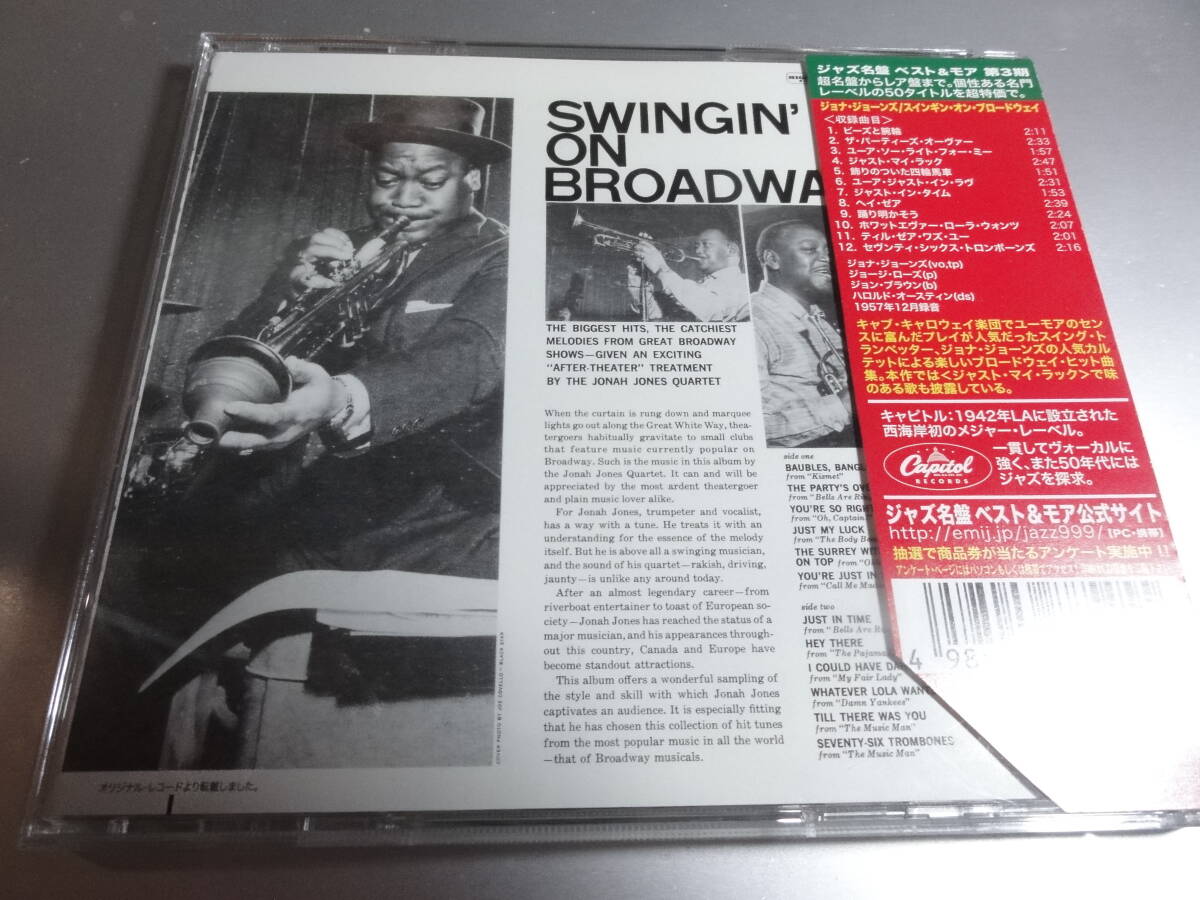 SWINGIN'
ON
BROADWA
THE BIGGEST HITS, THE CATCHIEST
MELODIES FROM GREAT BROADWAY
SHOWS—GIVEN AN EXCITING
"AFTER-THEATER" TREATMENT
BY THE JONAH JONES QUARTET
When the curtain is rung down and marquee
lights go out along the Great White Way, thea-
tergoers habitually gravitate to small clubs
that feature music currently popular on
Broadway. Such is the music in this album by
the Jonah Jones Quartet. It can and will be
appreciated by the most ardent theatergoer
and plain music lover alike.
For Jonah Jones, trumpeter and vocalist,
has a way with a tune. He treats it with an
understanding for the essence of the melody
itself. But he is above all a swinging musician,
and the sound of his quartet—rakish, driving,
jaunty—is unlike any around today.
After an almost legendary career—from
riverboat entertainer to toast of European so-
ciety—Jonah Jones has reached the status of a
major musician, and his appearances through-
out this country, Canada and Europe have
become standout attractions.
This album offers a wonderful sampling of
the style and skill with which Jonah Jones
captivates an audience. It is especially fitting
that he has chosen this collection of hit tunes
from the most popular music in all the world
—that of Broadway musicals.
COVER PHOTO BY JOE COVELLO—BLACK STAR
side one
BAUBLES, BANGL
from "Kismet"
THE PARTY'S OVE
from "Bells Are Rin
YOU'RE SO RIGHT
from "Oh, Captain!"
JUST MY LUCK
from "The Body Beau
THE SURREY WIT
ON TOP from "Ok
YOU'RE JUST IN
from "Call Me Mada
side two
JUST IN TIME
from "Bells Are Rin
HEY THERE
from "The Pajama
I COULD HAVE DA
from "My Fair Lady"
WHATEVER LOLA WAN
from "Damn Yankees"
TILL THERE WAS YOU
from "The Music Man"
SEVENTY-SIX TROMBONES
from "The Music Man"
オリジナル・レコードより転載しました。
ジャズ名盤 ベスト&モア 第3期
超名盤からレア盤まで。個性ある名門
レーベルの50タイトルを超特価で。
ジョナ・ジョーンズ/スインギン・オン・ブロードウェイ
<収録曲目>
1. ビーズと腕輪 2:11
2. ザ・パーティーズ・オーヴァー 2:33
3. ユーア・ソー・ライト・フォー・ミー 1:57
4. ジャスト・マイ・ラック 2:47
5. 飾りのついた四輪馬車 1:51
6. ユーア・ジャスト・イン・ラヴ 2:31
7. ジャスト・イン・タイム 1:53
8. ヘイ・ゼア 2:39
9. 踊り明かそう 2:24
10. ホワットエヴァー・ローラ・ウォンツ 2:07
11. ティル・ゼア・ワズ・ユー 2:01
12. セヴンティ・シックス・トロンボーンズ 2:16
ジョナ・ジョーンズ(vo,tp)
ジョージ・ローズ(p)
ジョン・ブラウン(b)
ハロルド・オースティン(ds)
1957年12月録音
キャブ・キャロウェイ楽団でユーモアのセン
スに富んだプレイが人気だったスイング・ト
ランペッター、ジョナ・ジョーンズの人気カル
テットによる楽しいブロードウェイ・ヒット曲
集。本作では<ジャスト・マイ・ラック>で味
のある歌も披露している。
キャピトル:1942年LAに設立された
西海岸初のメジャー・レーベル。
Capitol
RECORDS
一貫してヴォーカルに
強く、また50年代には
ジャズを探求。
ジャズ名盤 ベスト&モア公式サイト
http://emij.jp/jazz999/ [PC・携帯]
抽選で商品券が当たるアンケート実施中!!
4 98